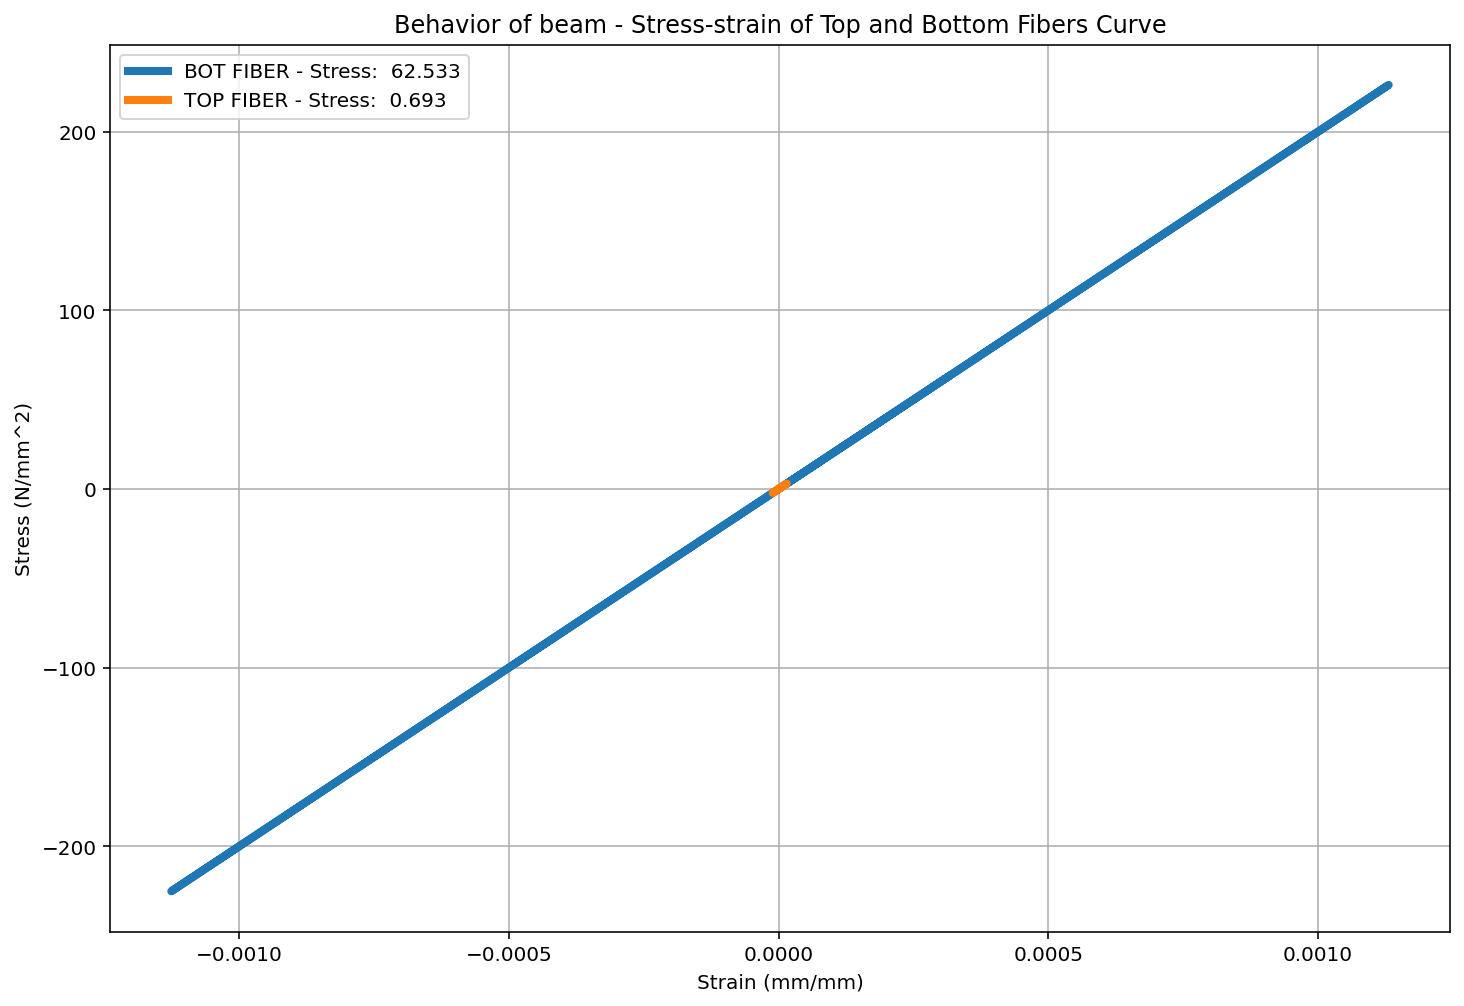 Behavior of beam - Stress-strain of Top and Bottom Fibers Curve
BOT FIBER - Stress:  62.533
TOP FIBER - Stress:  0.693
200
100
0
−100
−200
Stress (N/mm^2)
−0.0010
−0.0005
0.0000
0.0005
0.0010
Strain (mm/mm)